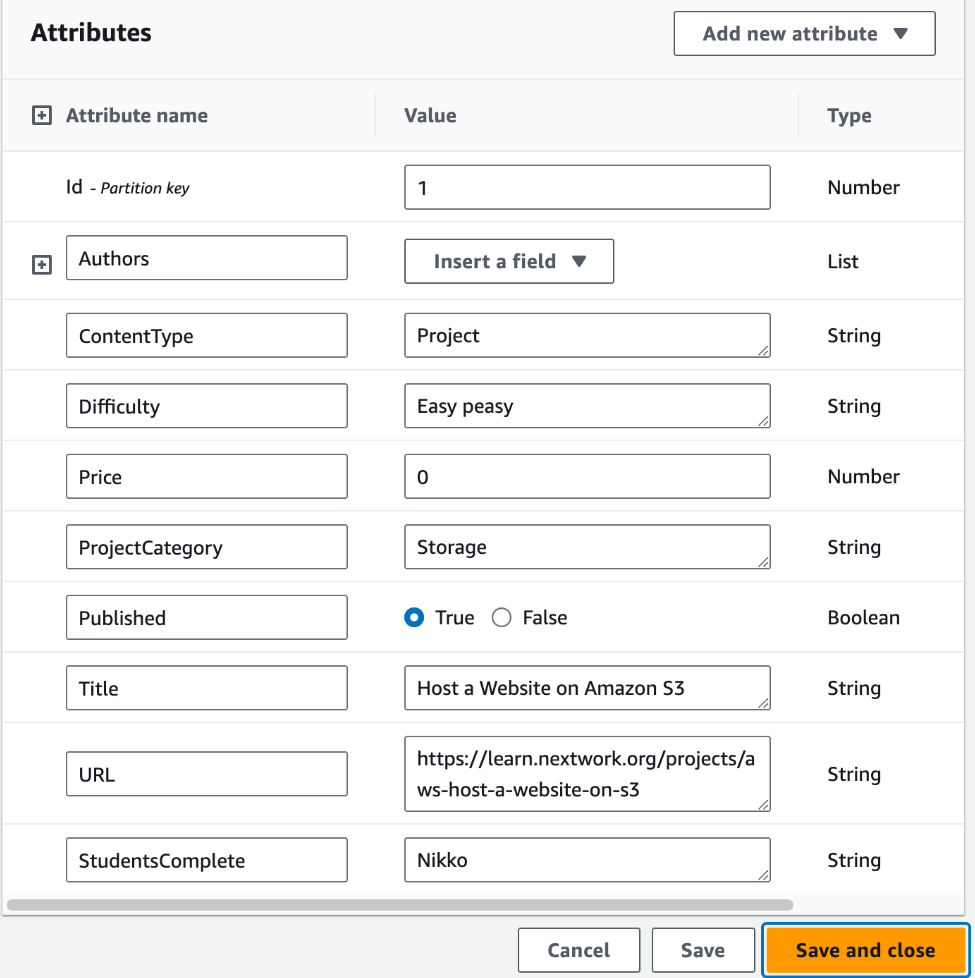 Attributes
Add new attribute
Attribute name Value Type
Id - Partition key 1 Number
Authors Insert a field List
ContentType Project String
Difficulty Easy peasy String
Price 0 Number
ProjectCategory Storage String
Published True False Boolean
Title Host a Website on Amazon S3 String
URL https://learn.nextwork.org/projects/a String
ws-host-a-website-on-s3
StudentsComplete Nikko String
Cancel Save Save and close